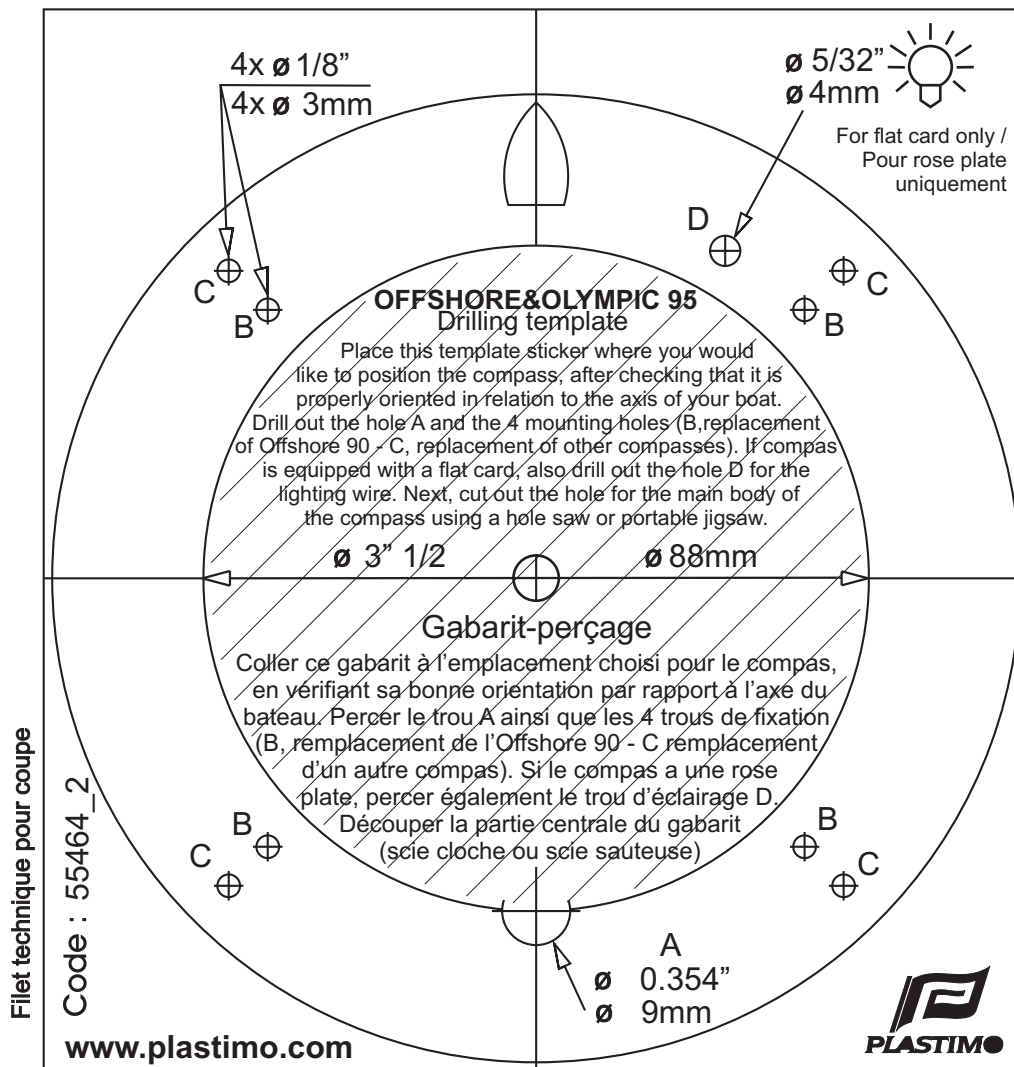 4x ø 1/8”
4x ø 3mm
ø 5/32”
ø 4mm
For flat card only /
Pour rose plate
uniquement
D
C
B
C
B
OFFSHORE&OLYMPIC 95
Drilling template
Place this template sticker where you would
like to position the compass, after checking that it is
properly oriented in relation to the axis of your boat.
Drill out the hole A and the 4 mounting holes (B,replacement
of Offshore 90 - C, replacement of other compasses). If compas
is equipped with a flat card, also drill out the hole D for the
lighting wire. Next, cut out the hole for the main body of
the compass using a hole saw or portable jigsaw.
ø 3” 1/2 ø 88mm
Gabarit-perçage
Coller ce gabarit à l’emplacement choisi pour le compas,
en vérifiant sa bonne orientation par rapport à l’axe du
bateau. Percer le trou A ainsi que les 4 trous de fixation
(B, remplacement de l’Offshore 90 - C remplacement
d’un autre compas). Si le compas a une rose
plate, percer également le trou d’éclairage D.
Découper la partie centrale du gabarit
(scie cloche ou scie sauteuse)
B
C
B
C
A
ø 0.354”
ø 9mm
Filet technique pour coupe
Code : 55464_2
www.plastimo.com
PLASTIMO